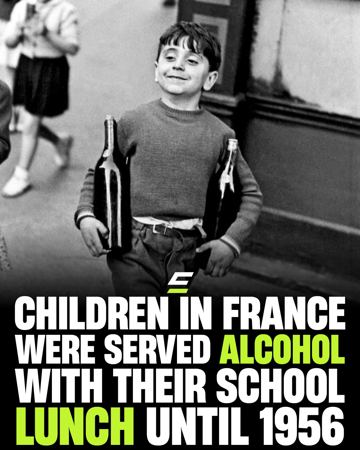 CHILDREN IN FRANCE
WERE SERVED ALCOHOL
WITH THEIR SCHOOL
LUNCH UNTIL 1956